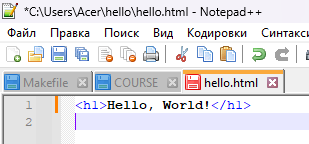 *C:\Users\Acer\hello\hello.html - Notepad++
Файл Правка Поиск Вид Кодировки Синтакси
Makefile COURSE hello.html
1 <h1>Hello, World!</h1>
2